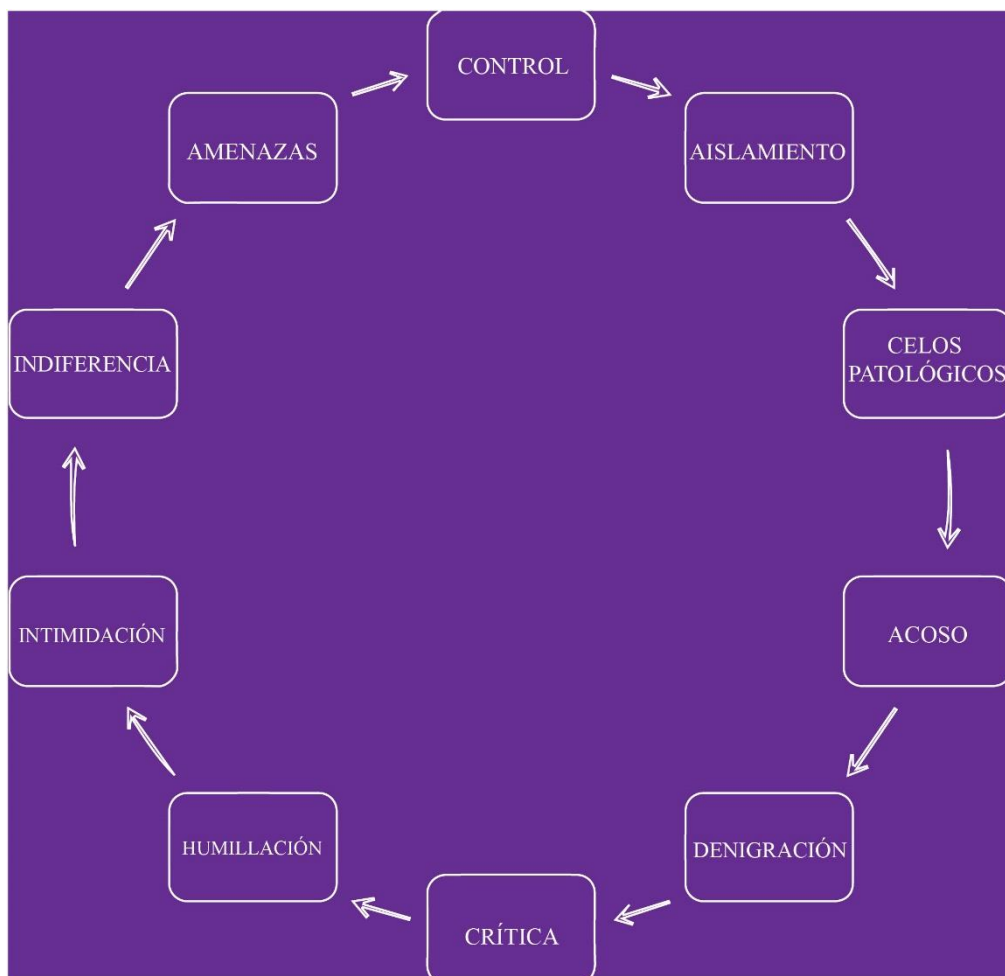 CONTROL
AISLAMIENTO
CELOS
PATOLÓGICOS
ACOSO
DENIGRACIÓN
CRÍTICA
HUMILLACIÓN
INTIMIDACIÓN
INDIFERENCIA
AMENAZAS